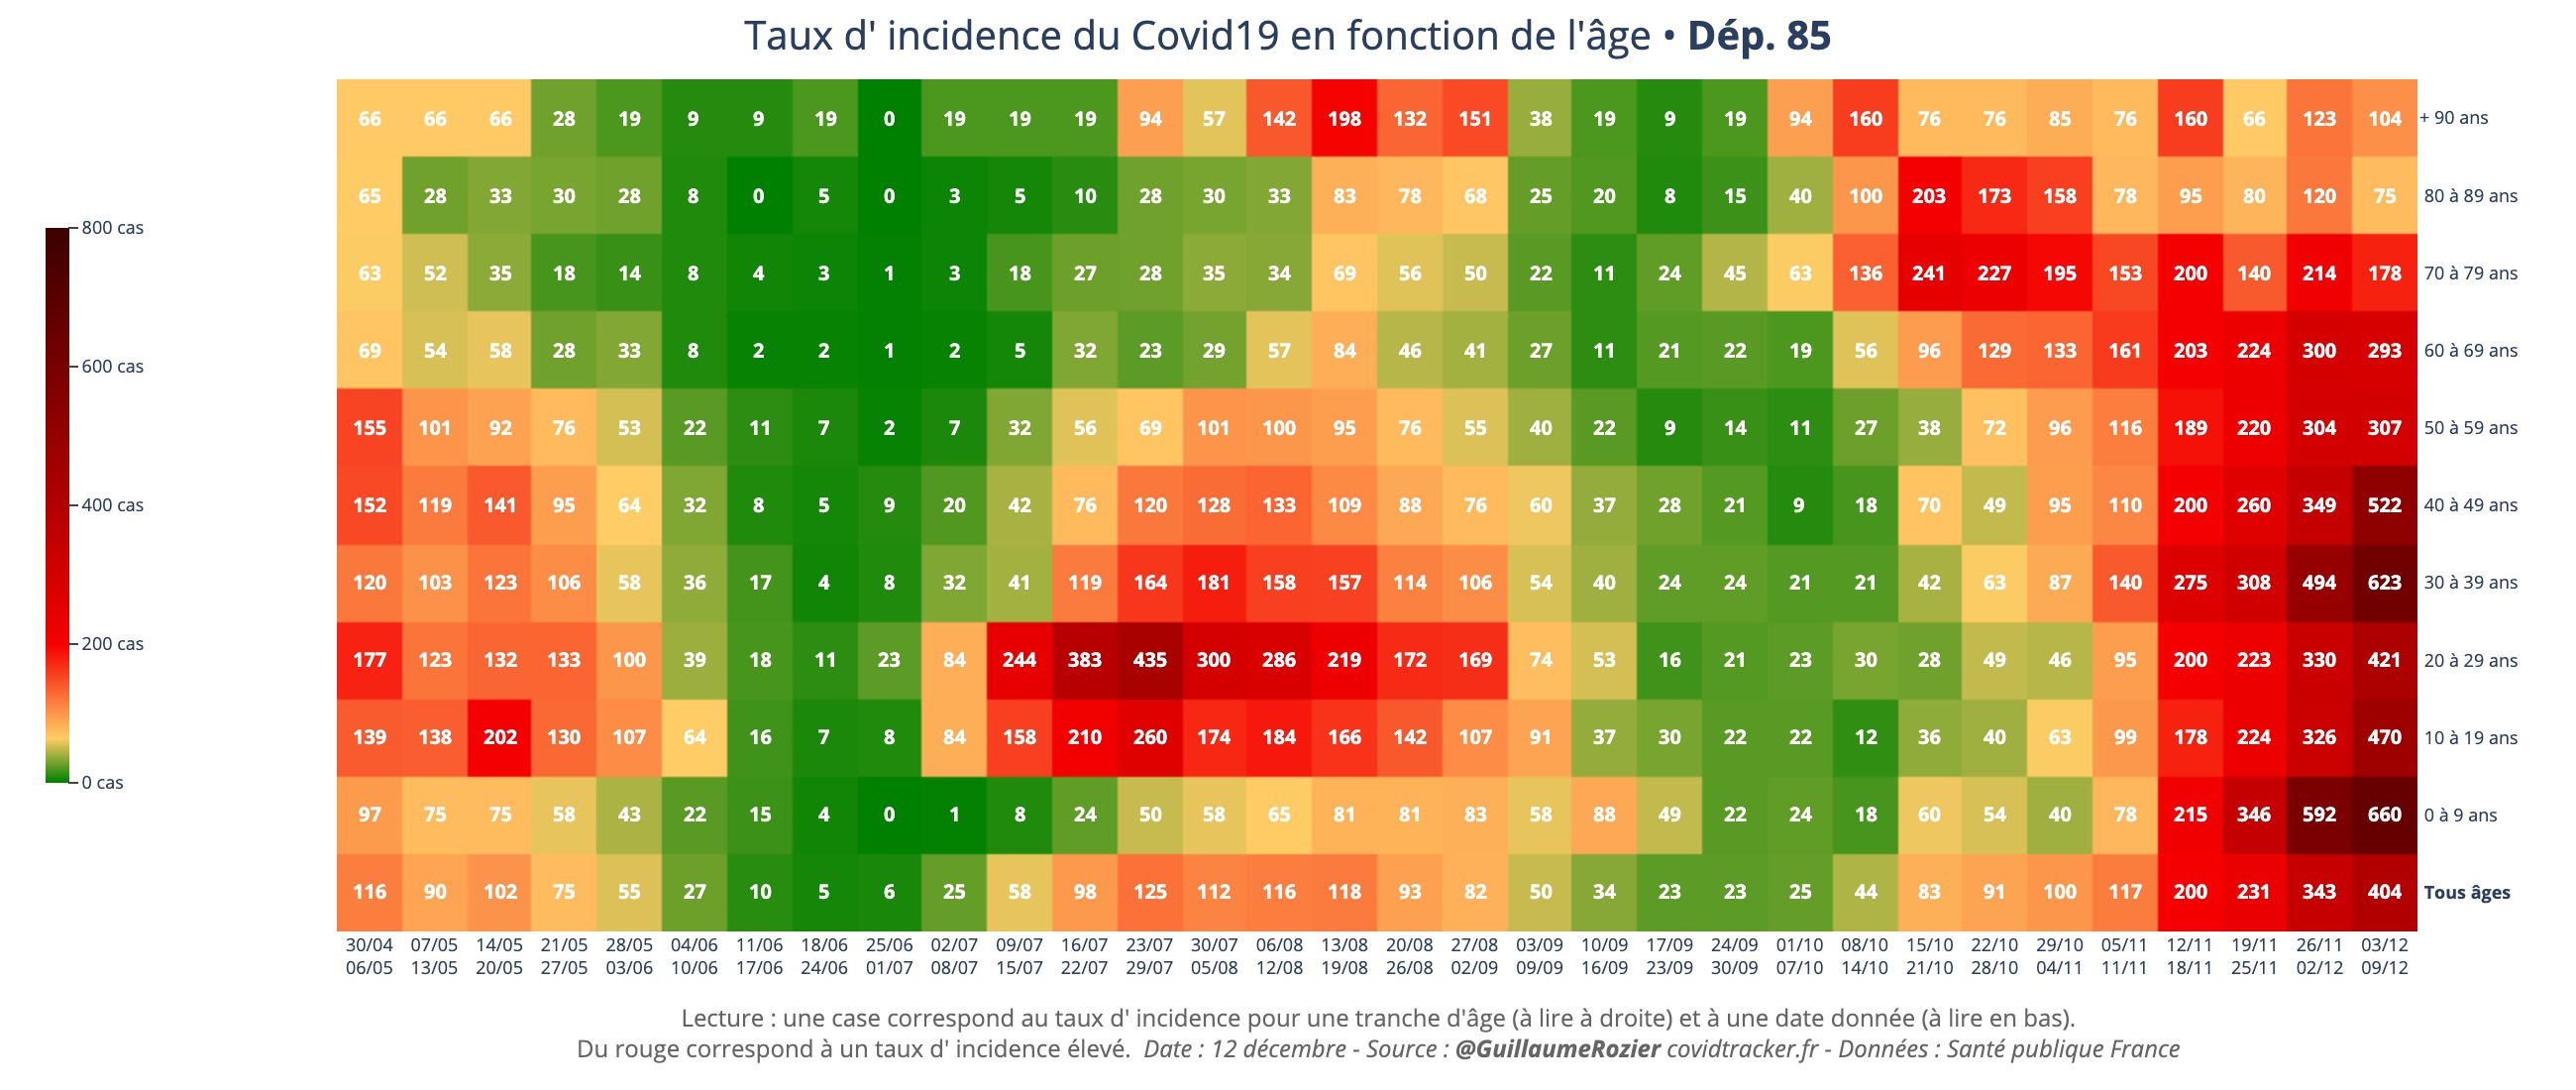 Taux d' incidence du Covid19 en fonction de l'âge • Dép. 85
800 cas
600 cas
400 cas
200 cas
0 cas
66 66 66 28 19 9 9 19 0 19 19 19 94 57 142 198 132 151 38 19 9 19 94 160 76 76 85 76 160 66 123 104 + 90 ans
65 28 33 30 28 8 0 5 0 3 5 10 28 30 33 83 78 68 25 20 8 15 40 100 203 173 158 78 95 80 120 75 80 à 89 ans
63 52 35 18 14 8 4 3 1 3 18 27 28 35 34 69 56 50 22 11 24 45 63 136 241 227 195 153 200 140 214 178 70 à 79 ans
69 54 58 28 33 8 2 2 1 2 5 32 23 29 57 84 46 41 27 11 21 22 19 56 96 129 133 161 203 224 300 293 60 à 69 ans
155 101 92 76 53 22 11 7 2 7 32 56 69 101 100 95 76 55 40 22 9 14 11 27 38 72 96 116 189 220 304 307 50 à 59 ans
152 119 141 95 64 32 8 5 9 20 42 76 120 128 133 109 88 76 60 37 28 21 9 18 70 49 95 110 200 260 349 522 40 à 49 ans
120 103 123 106 58 36 17 4 8 32 41 119 164 181 158 157 114 106 54 40 24 24 21 21 42 63 87 140 275 308 494 623 30 à 39 ans
177 123 132 133 100 39 18 11 23 84 244 383 435 300 286 219 172 169 74 53 16 21 23 30 28 49 46 95 200 223 330 421 20 à 29 ans
139 138 202 130 107 64 16 7 8 84 158 210 260 174 184 166 142 107 91 37 30 22 22 12 36 40 63 99 178 224 326 470 10 à 19 ans
97 75 75 58 43 22 15 4 0 1 8 24 50 58 65 81 81 83 58 88 49 22 24 18 60 54 40 78 215 346 592 660 0 à 9 ans
116 90 102 75 55 27 10 5 6 25 58 98 125 112 116 118 93 82 50 34 23 23 25 44 83 91 100 117 200 231 343 404 Tous âges
30/04 07/05 14/05 21/05 28/05 04/06 11/06 18/06 25/06 02/07 09/07 16/07 23/07 30/07 06/08 13/08 20/08 27/08 03/09 10/09 17/09 24/09 01/10 08/10 15/10 22/10 29/10 05/11 12/11 19/11 26/11 03/12
06/05 13/05 20/05 27/05 03/06 10/06 17/06 24/06 01/07 08/07 15/07 22/07 29/07 05/08 12/08 19/08 26/08 02/09 09/09 16/09 23/09 30/09 07/10 14/10 21/10 28/10 04/11 11/11 18/11 25/11 02/12 09/12
Lecture : une case correspond au taux d' incidence pour une tranche d'âge (à lire à droite) et à une date donnée (à lire en bas).
Du rouge correspond à un taux d' incidence élevé. Date : 12 décembre - Source : @GuillaumeRozier covidtracker.fr - Données : Santé publique France